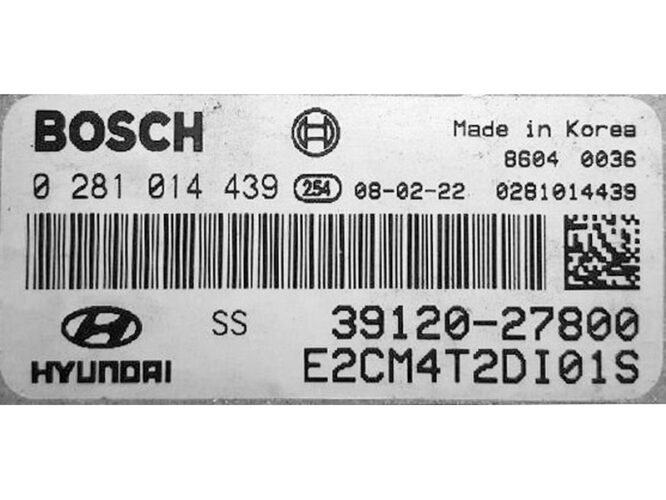 BOSCH
Made in Korea
8604 0036
0 281 014 439 254 08-02-22 0281014439
SS 39120-27800
HYUNDAI E2CM4T2DI01S